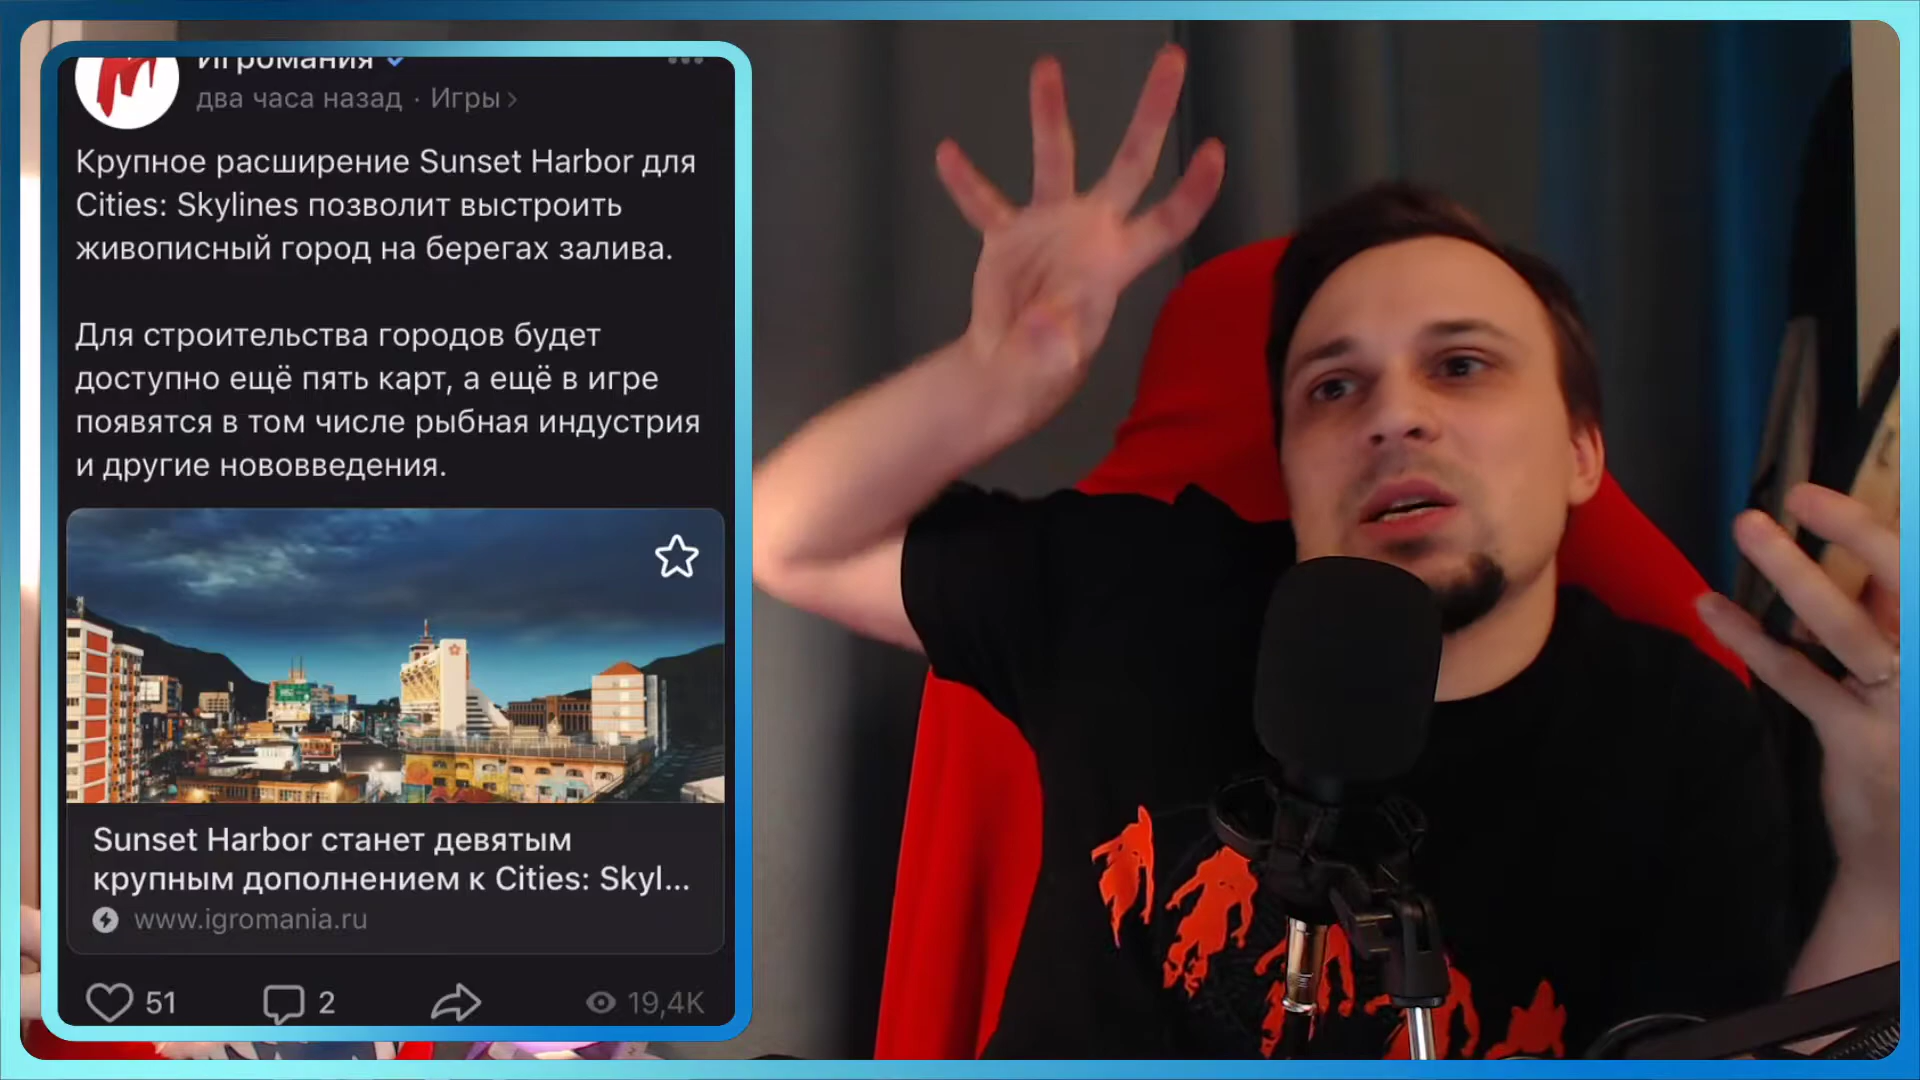 Игромания
два часа назад · Игры >
Крупное расширение Sunset Harbor для
Cities: Skylines позволит выстроить
живописный город на берегах залива.
Для строительства городов будет
доступно ещё пять карт, а ещё в игре
появятся в том числе рыбная индустрия
и другие нововведения.
Sunset Harbor станет девятым
крупным дополнением к Cities: Skyl...
www.igromania.ru
51
2
19,4K